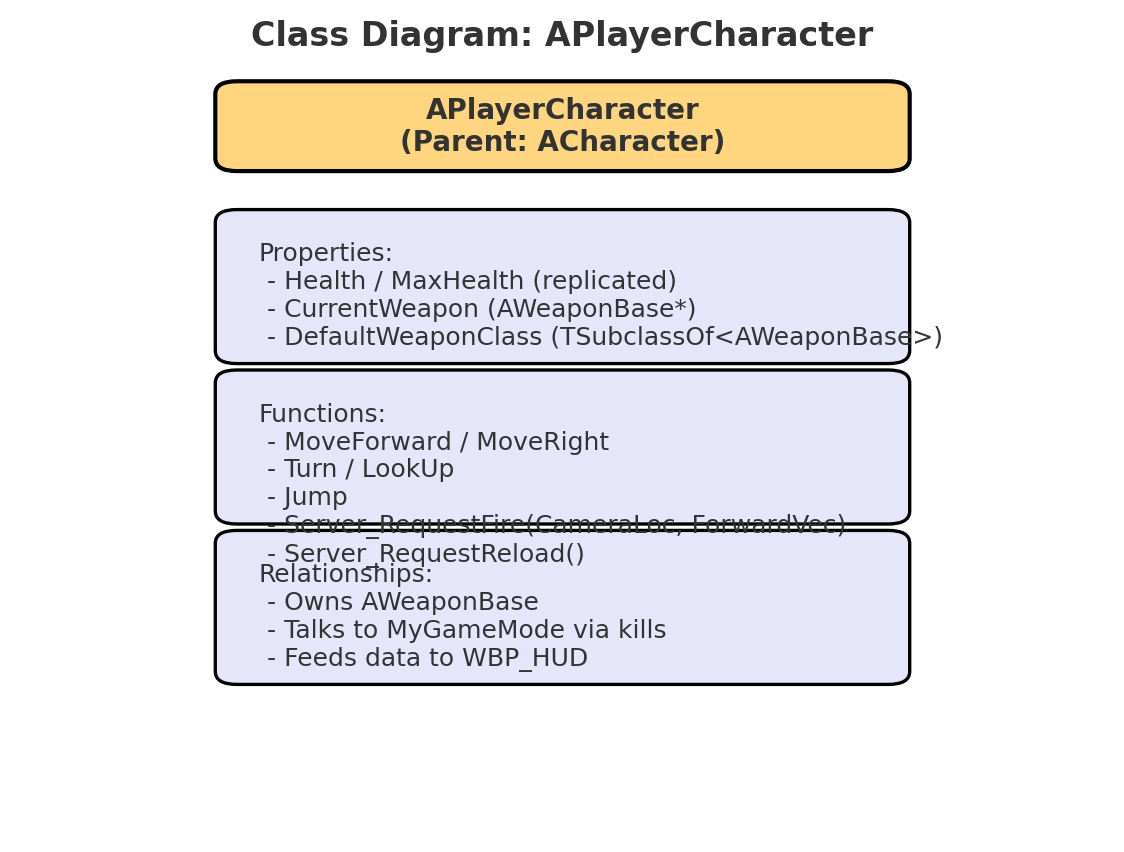 Class Diagram: APlayerCharacter
APlayerCharacter
(Parent: ACharacter)
Properties:
- Health / MaxHealth (replicated)
- CurrentWeapon (AWeaponBase*)
- DefaultWeaponClass (TSubclassOf<AWeaponBase>)
Functions:
- MoveForward / MoveRight
- Turn / LookUp
- Jump
- Server_RequestFire(CameraLoc, ForwardVec)
- Server_RequestReload()
Relationships:
- Owns AWeaponBase
- Talks to MyGameMode via kills
- Feeds data to WBP_HUD